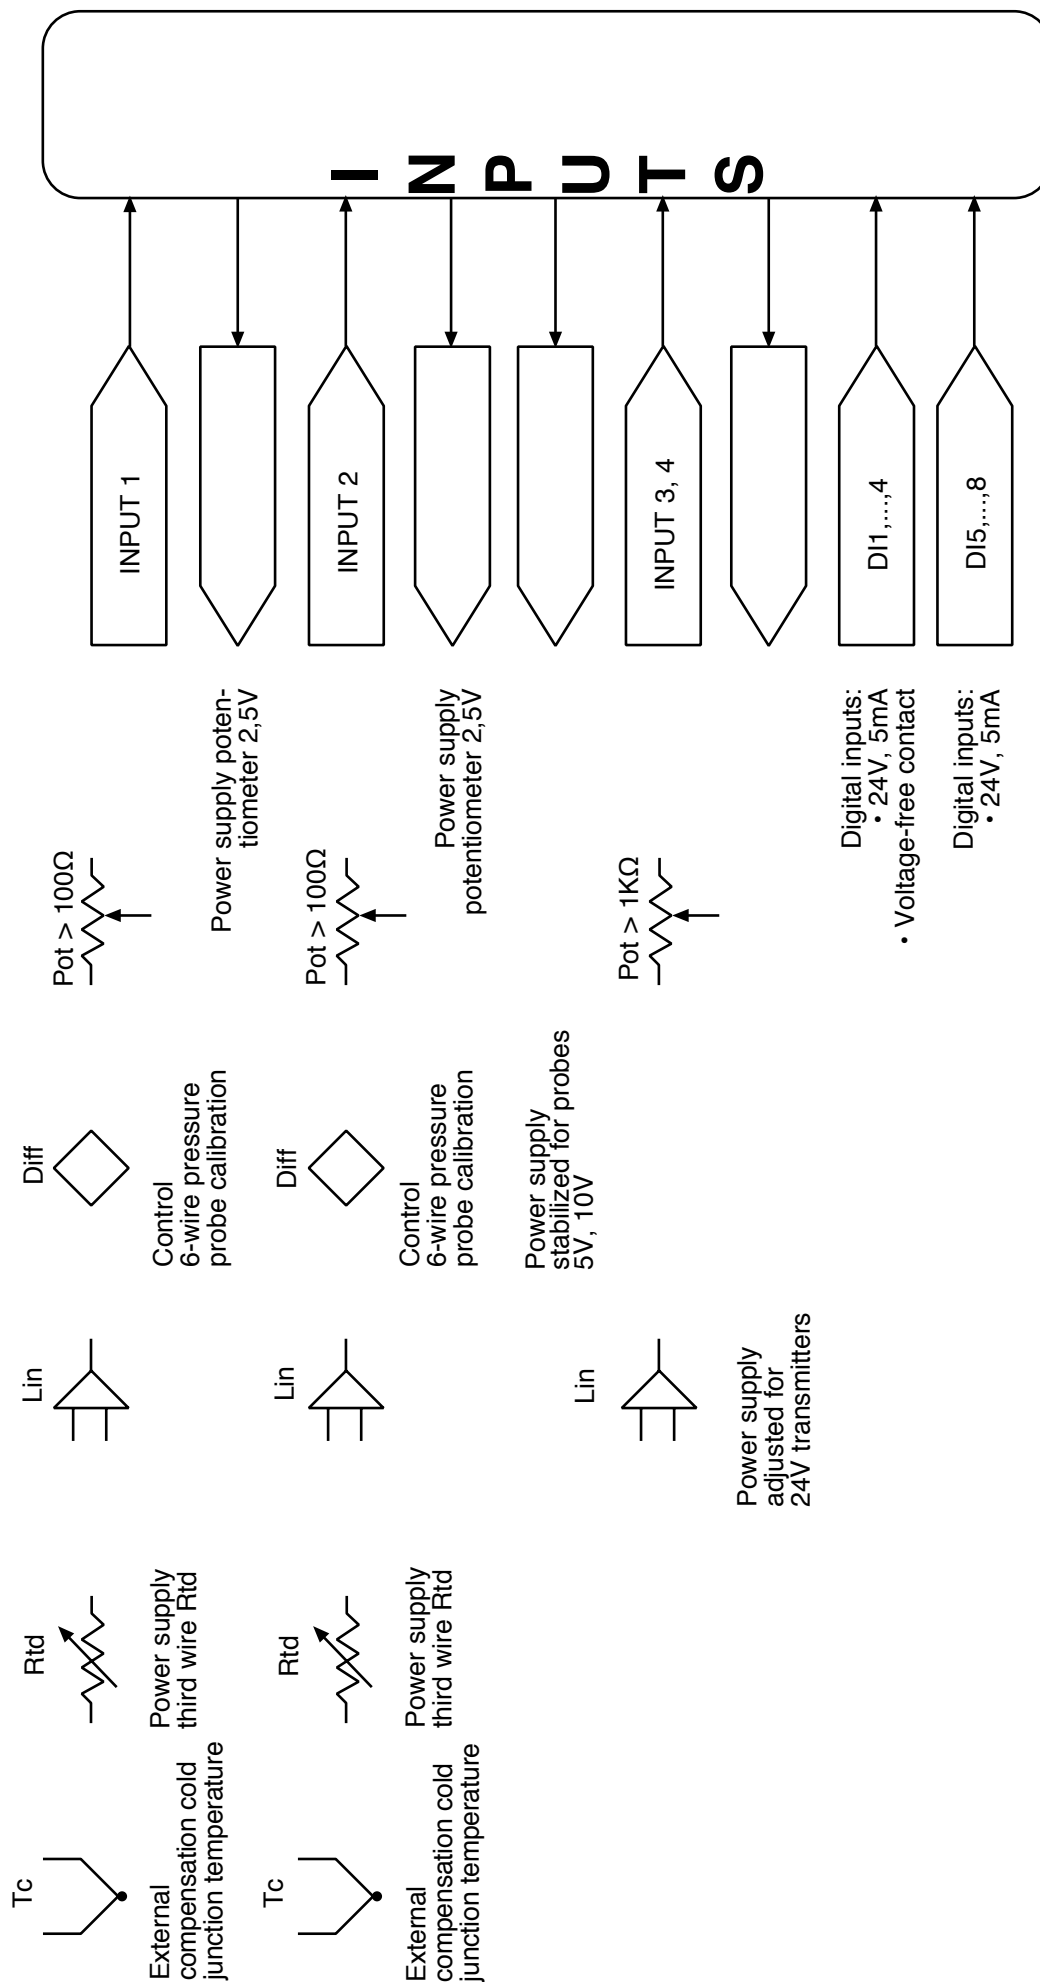 Tc
Rtd
Lin
Diff
Pot > 100Ω
INPUT 1
External
compensation cold
junction temperature
Power supply
third wire Rtd
Control
6-wire pressure
probe calibration
Power supply poten-
tiometer 2,5V
Tc
Rtd
Lin
Diff
Pot > 100Ω
INPUT 2
External
compensation cold
junction temperature
Power supply
third wire Rtd
Control
6-wire pressure
probe calibration
Power supply
potentiometer 2,5V
Power supply
stabilized for probes
5V, 10V
Lin
Pot > 1KΩ
INPUT 3, 4
Power supply
adjusted for
24V transmitters
Digital inputs:
• 24V, 5mA
• Voltage-free contact
DI1,...,4
Digital inputs:
• 24V, 5mA
DI5,...,8
INPUTS